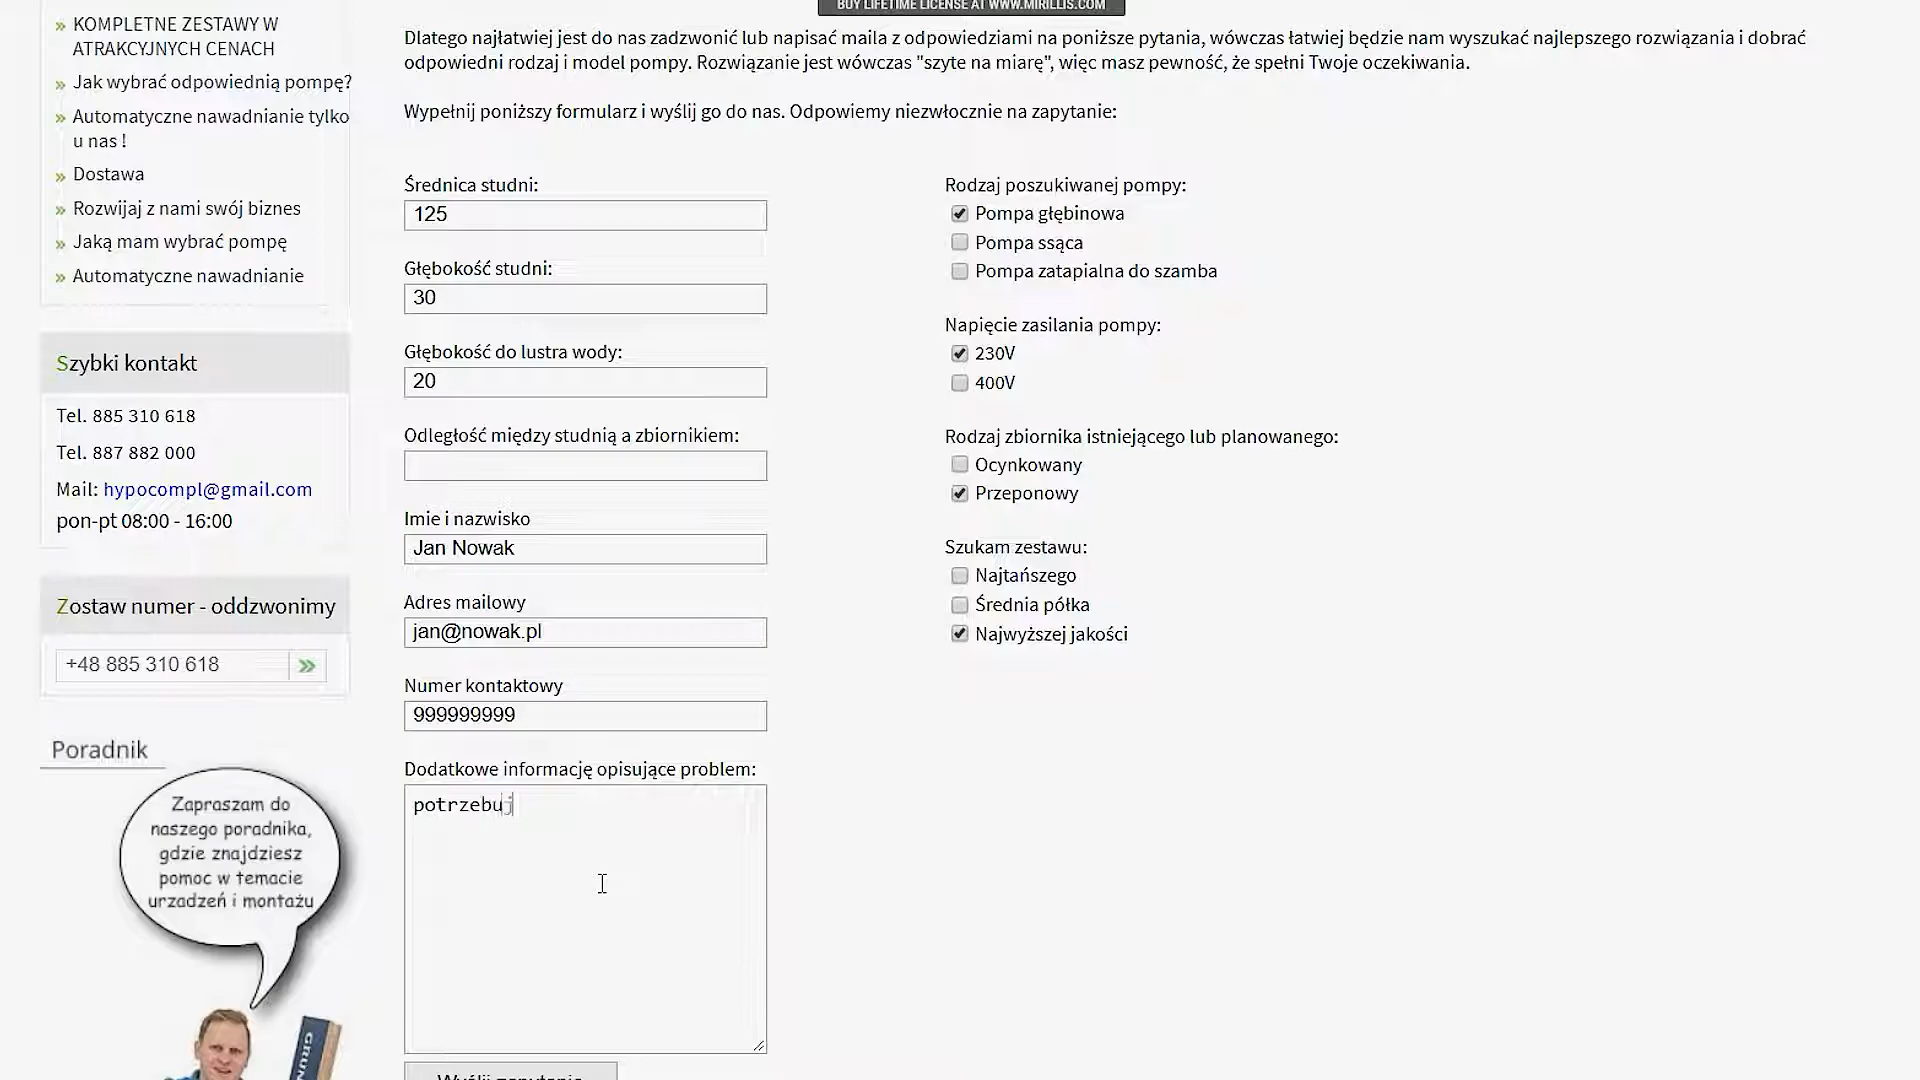 BUY LIFETIME LICENSE AT WWW.MIRILLIS.COM
KOMPLETNE ZESTAWY W
ATRAKCYJNYCH CENACH
Jak wybrać odpowiednią pompę?
Automatyczne nawadnianie tylko
u nas !
Dostawa
Rozwijaj z nami swój biznes
Jaką mam wybrać pompę
Automatyczne nawadnianie
Szybki kontakt
Tel. 885 310 618
Tel. 887 882 000
Mail: hypocompl@gmail.com
pon-pt 08:00 - 16:00
Zostaw numer - oddzwonimy
+48 885 310 618
Poradnik
Zapraszam do
naszego poradnika,
gdzie znajdziesz
pomoc w temacie
urzadzeń i montażu
GRUN
Dlatego najłatwiej jest do nas zadzwonić lub napisać maila z odpowiedziami na poniższe pytania, wówczas łatwiej będzie nam wyszukać najlepszego rozwiązania i dobrać
odpowiedni rodzaj i model pompy. Rozwiązanie jest wówczas "szyte na miarę", więc masz pewność, że spełni Twoje oczekiwania.
Wypełnij poniższy formularz i wyślij go do nas. Odpowiemy niezwłocznie na zapytanie:
Średnica studni:
125
Głębokość studni:
30
Głębokość do lustra wody:
20
Odległość między studnią a zbiornikiem:
Imie i nazwisko
Jan Nowak
Adres mailowy
jan@nowak.pl
Numer kontaktowy
999999999
Dodatkowe informację opisujące problem:
potrzebuj
Wyślij zapytanie
Rodzaj poszukiwanej pompy:
Pompa głębinowa
Pompa ssąca
Pompa zatapialna do szamba
Napięcie zasilania pompy:
230V
400V
Rodzaj zbiornika istniejącego lub planowanego:
Ocynkowany
Przeponowy
Szukam zestawu:
Najtańszego
Średnia półka
Najwyższej jakości